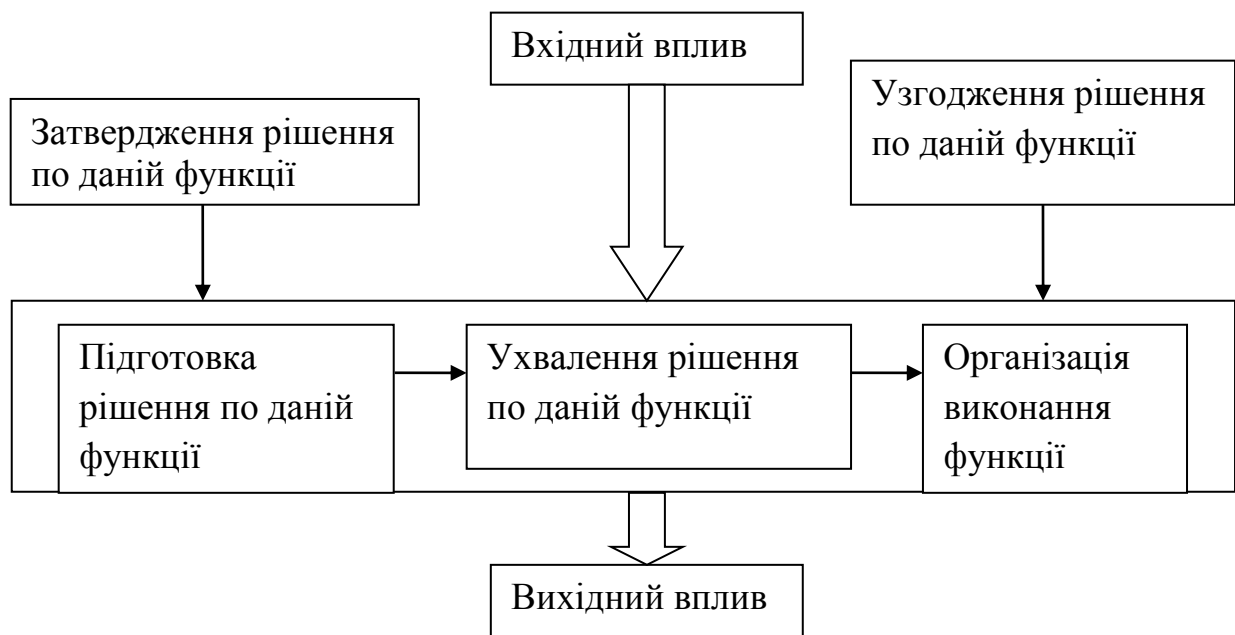 Вхідний вплив
Затвердження рішення
по даній функції
Узгодження рішення
по даній функції
Підготовка
рішення по даній
функції
Ухвалення рішення
по даній функції
Організація
виконання
функції
Вихідний вплив